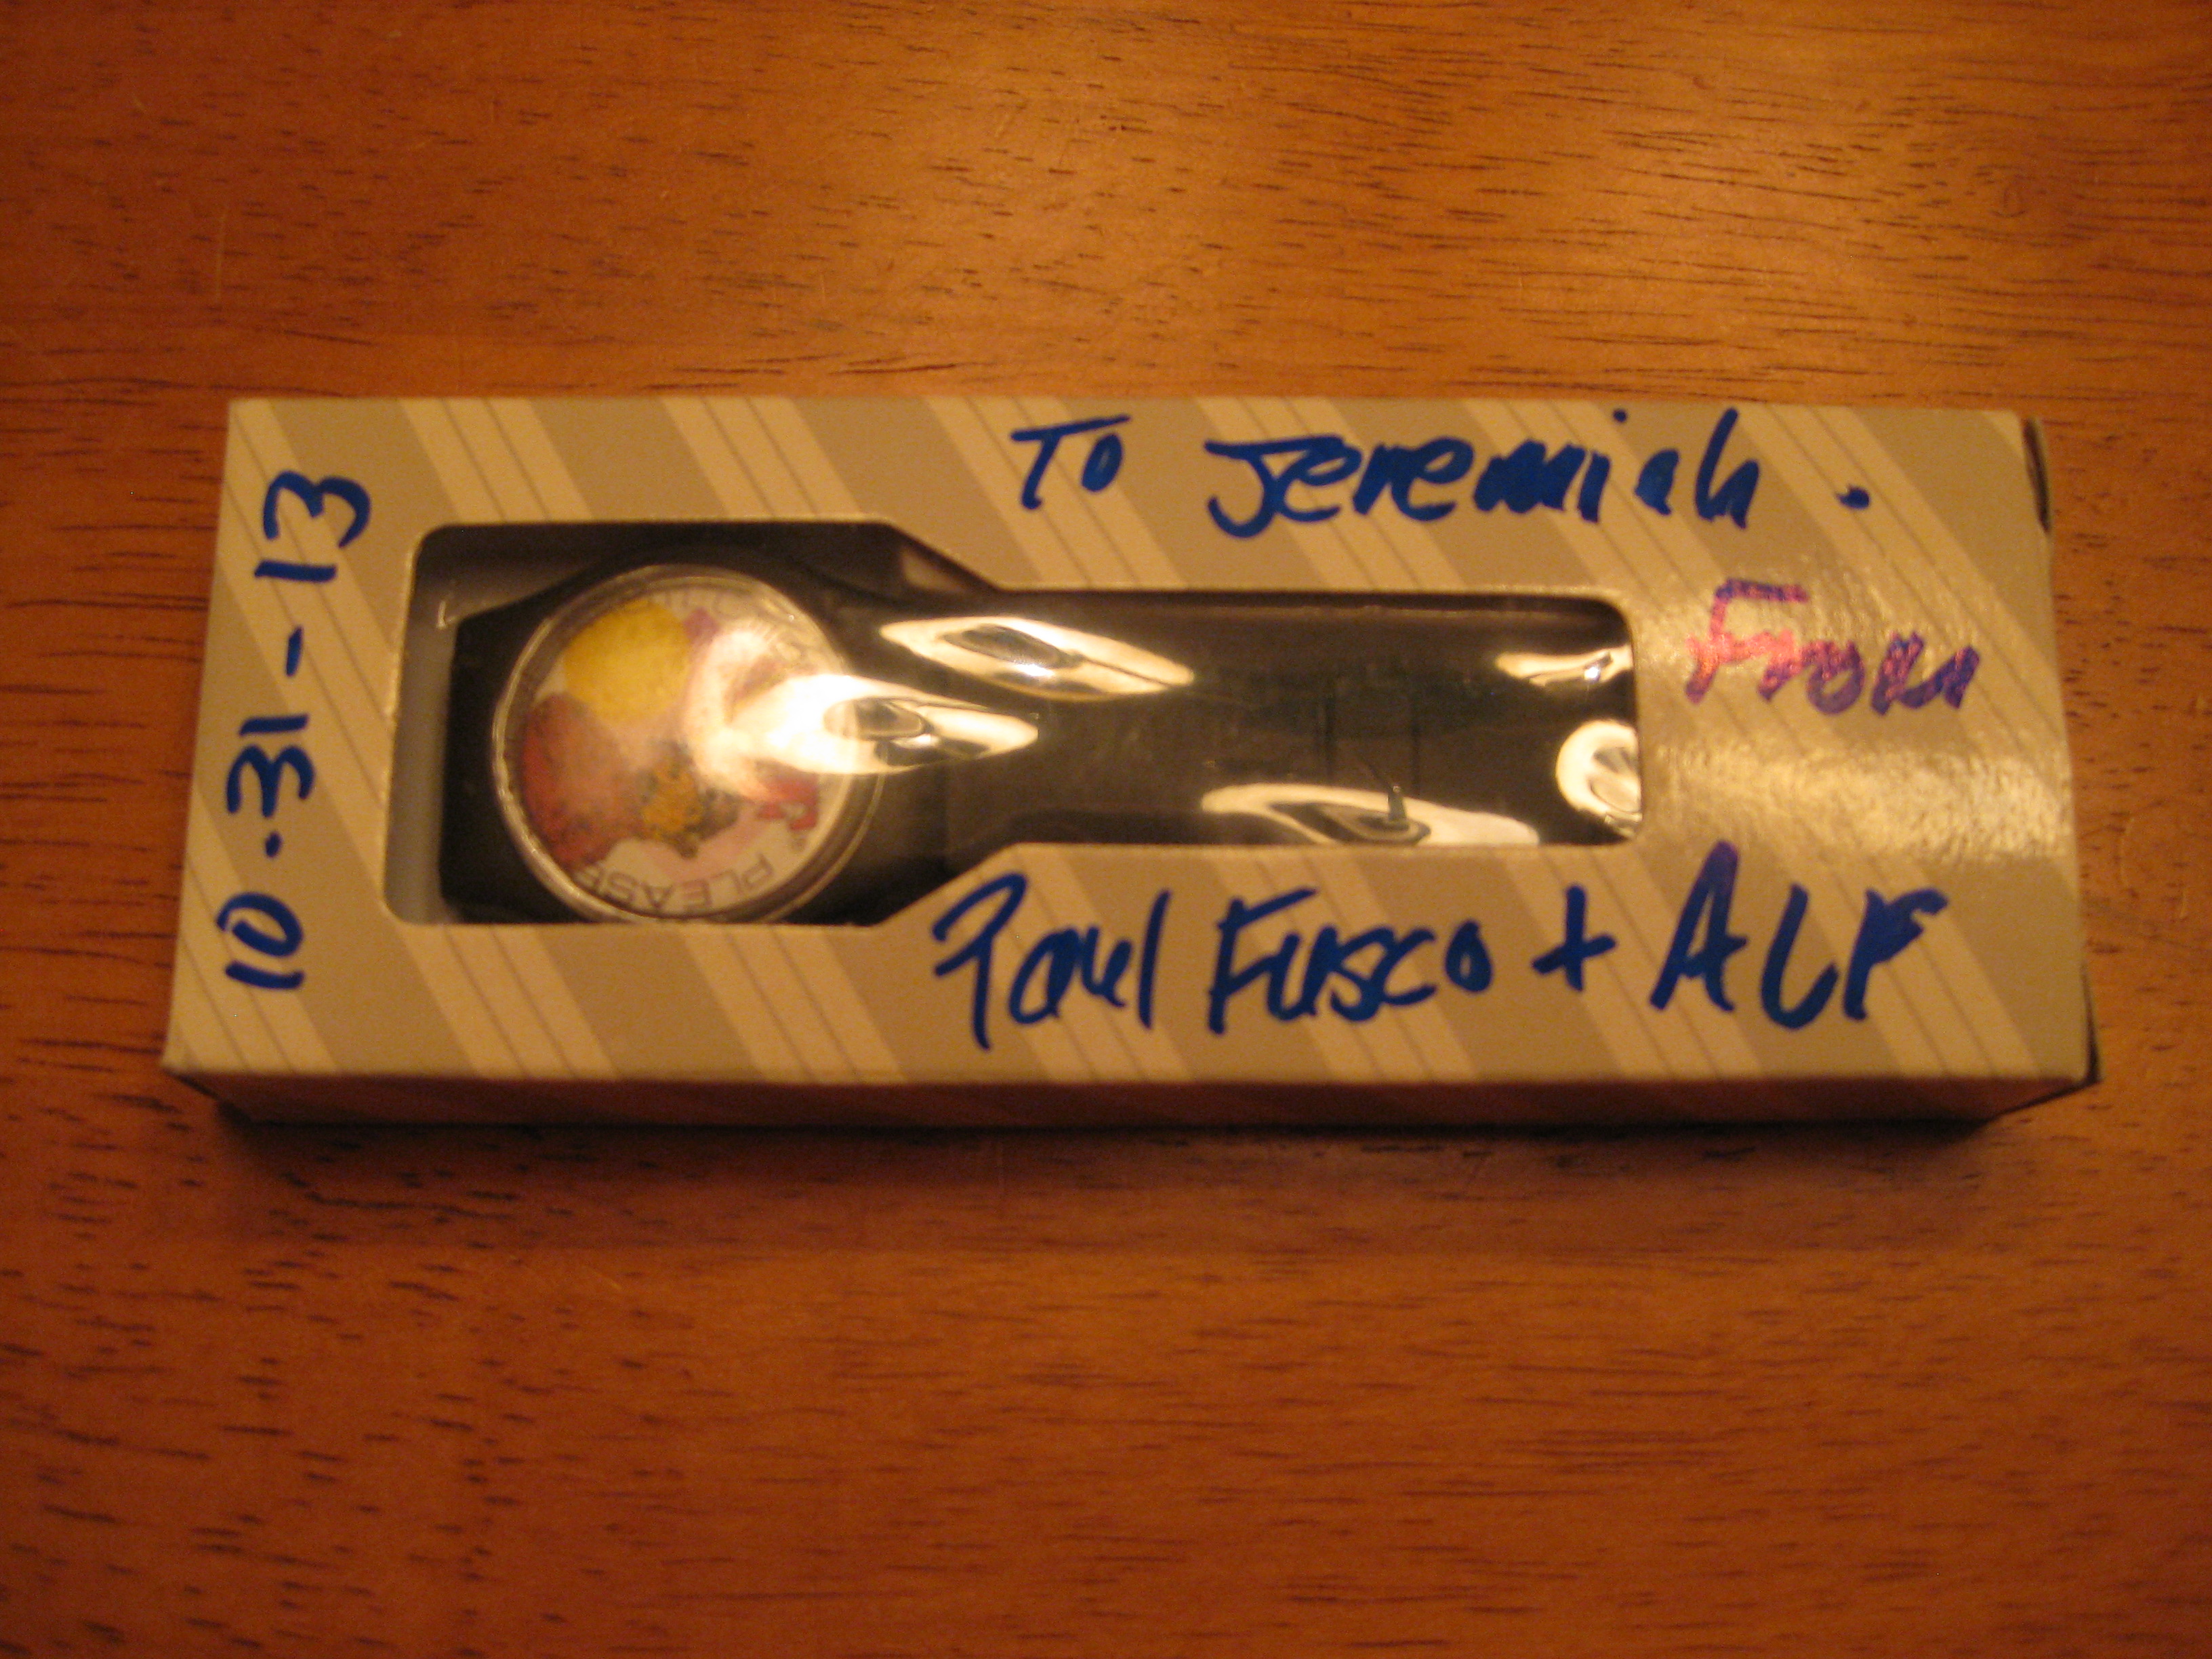 To Jeremiah.
From
Paul Fusco + ALF
10.31-13
PLEASE